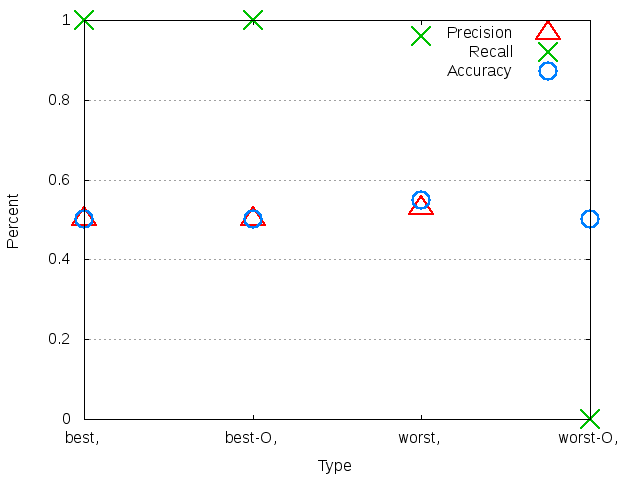 1
0.8
0.6
0.4
0.2
0
Percent
Precision
Recall
Accuracy
best,
best-O,
worst,
worst-O,
Type